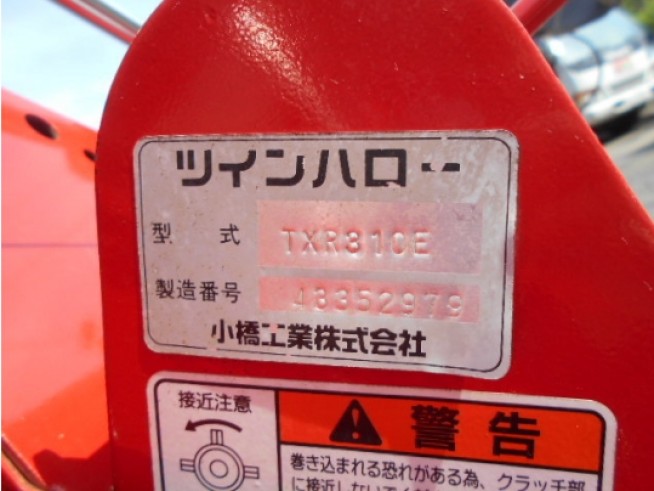 ツインハロー
型 式 TXR310E
製造番号 J3352979
小橋工業株式会社
接近注意
警告
巻き込まれる恐れがある為、クラッチ部